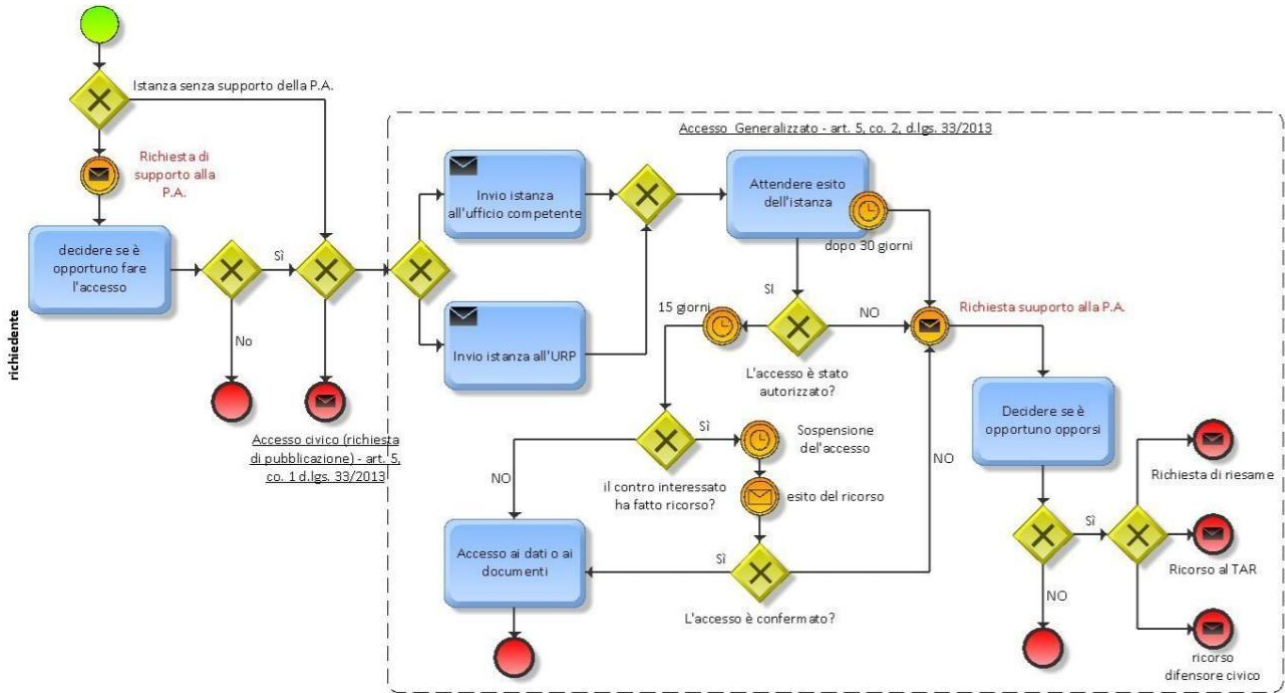 Istanza senza supporto della P.A.
Richiesta di
supporto alla
P.A.
decidere se è
opportuno fare
l'accesso
Sì
No
richiedente
Accesso civico (richiesta
di pubblicazione) - art. 5,
co. 1 d.lgs. 33/2013
Accesso Generalizzato - art. 5, co. 2, d.lgs. 33/2013
Invio istanza
all'ufficio competente
Invio istanza all'URP
Attendere esito
dell'istanza
dopo 30 giorni
SI
15 giorni
NO
L'accesso è stato
autorizzato?
Richiesta suuporto alla P.A.
Sì
Sospensione
del'accesso
NO
il contro interessato
ha fatto ricorso?
esito del ricorso
Accesso ai dati o ai
documenti
Sì
L'accesso è confermato?
NO
Decidere se è
opportuno opporsi
Sì
NO
Richiesta di riesame
Ricorso al TAR
ricorso
difensore civico